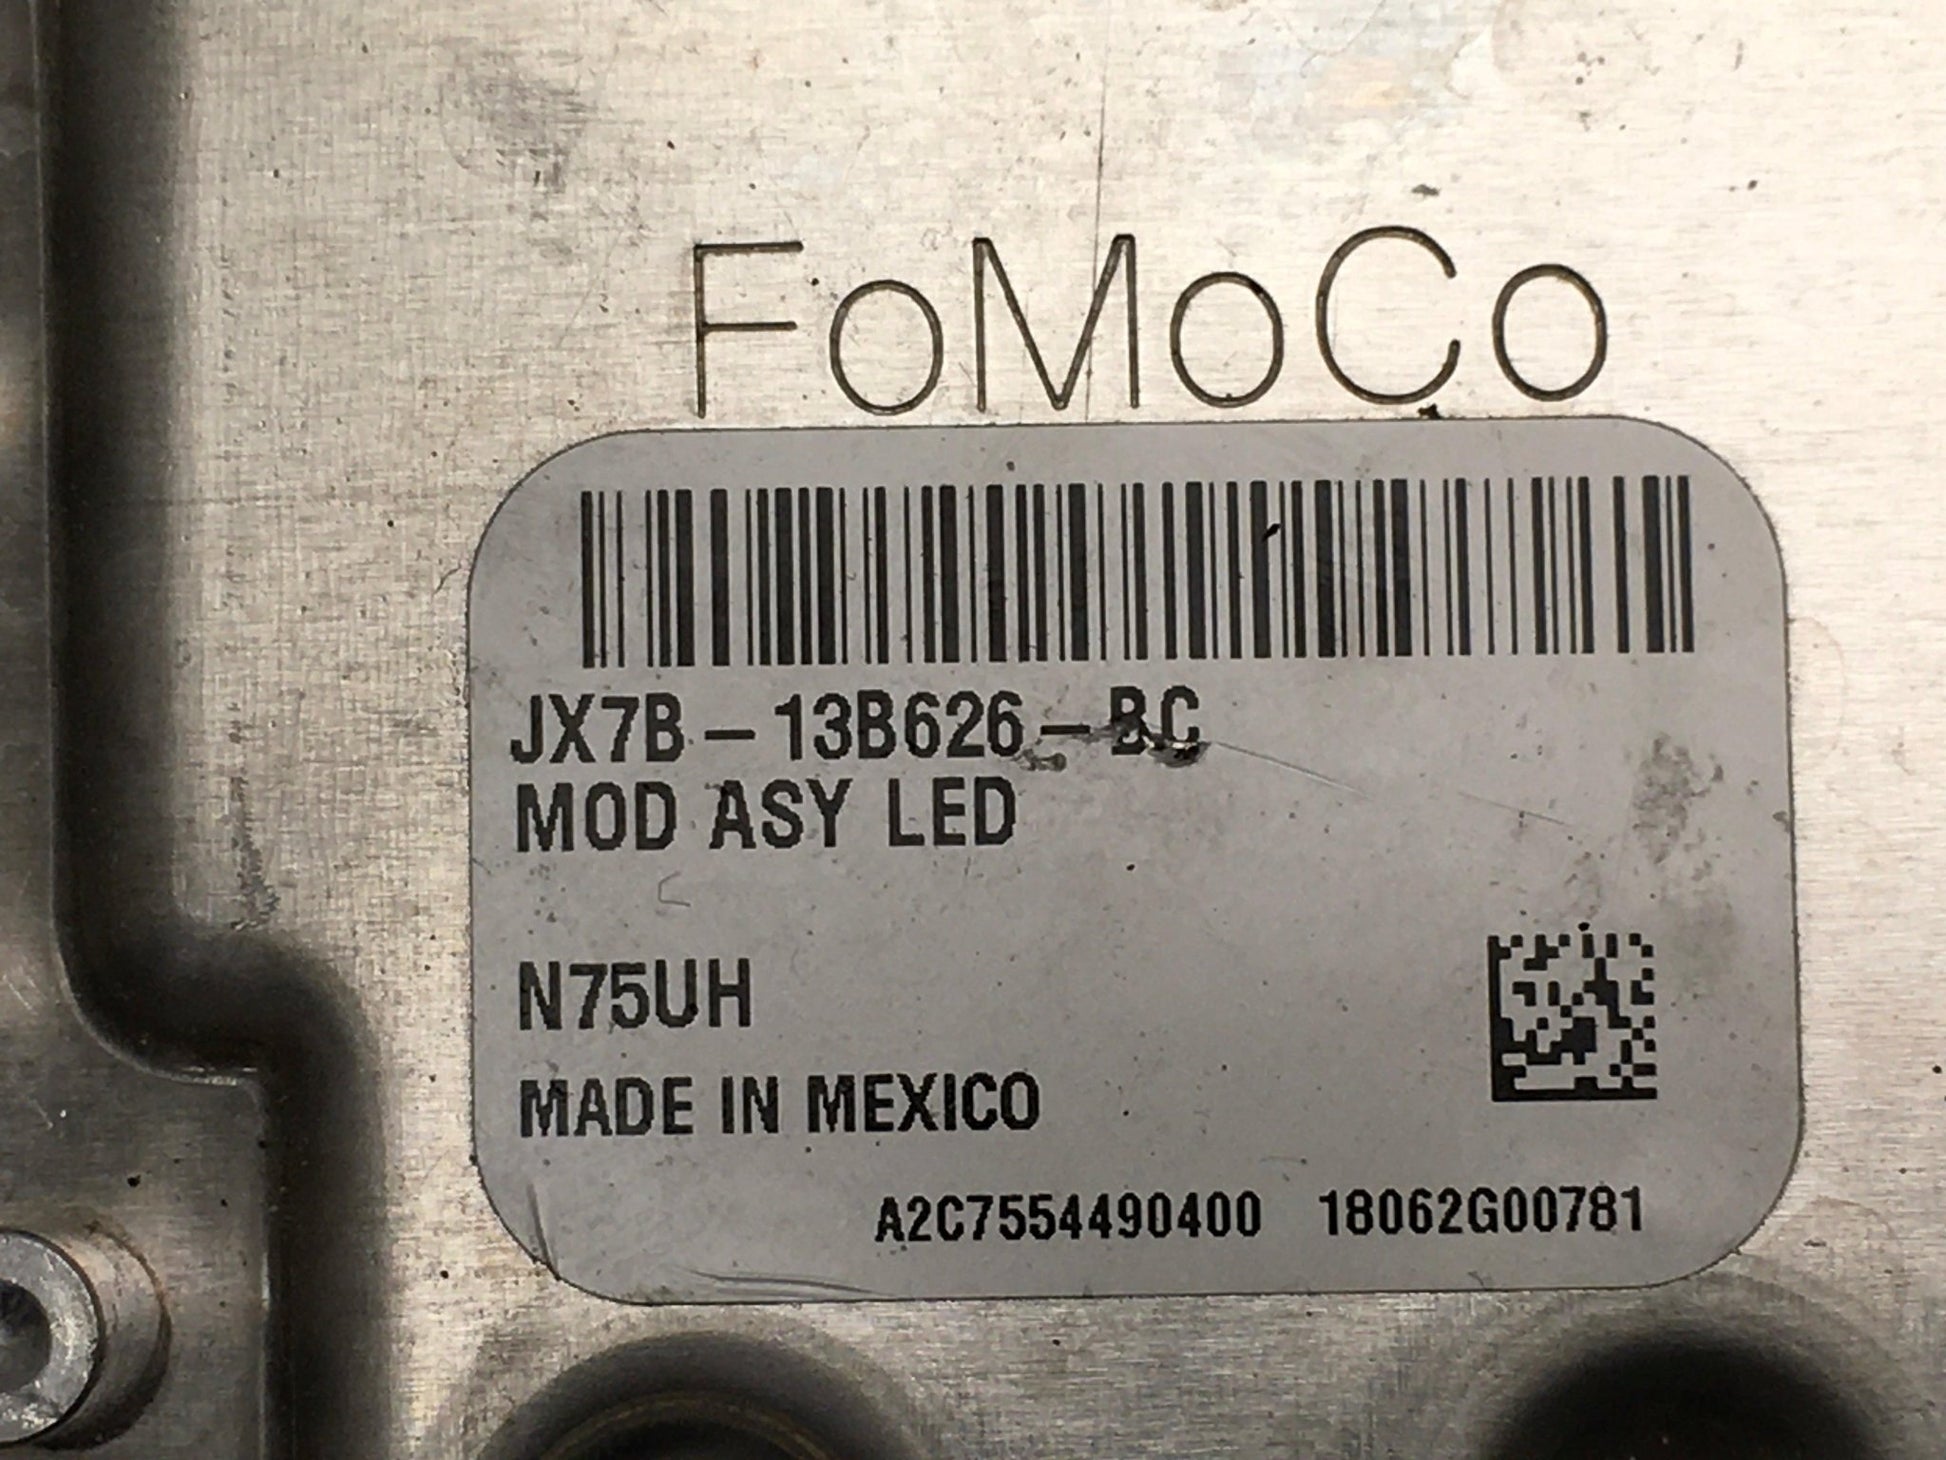 FoMoCo
JX7B-13B626-BC
MOD ASY LED
N75UH
MADE IN MEXICO
A2C7554490400 18062G00781